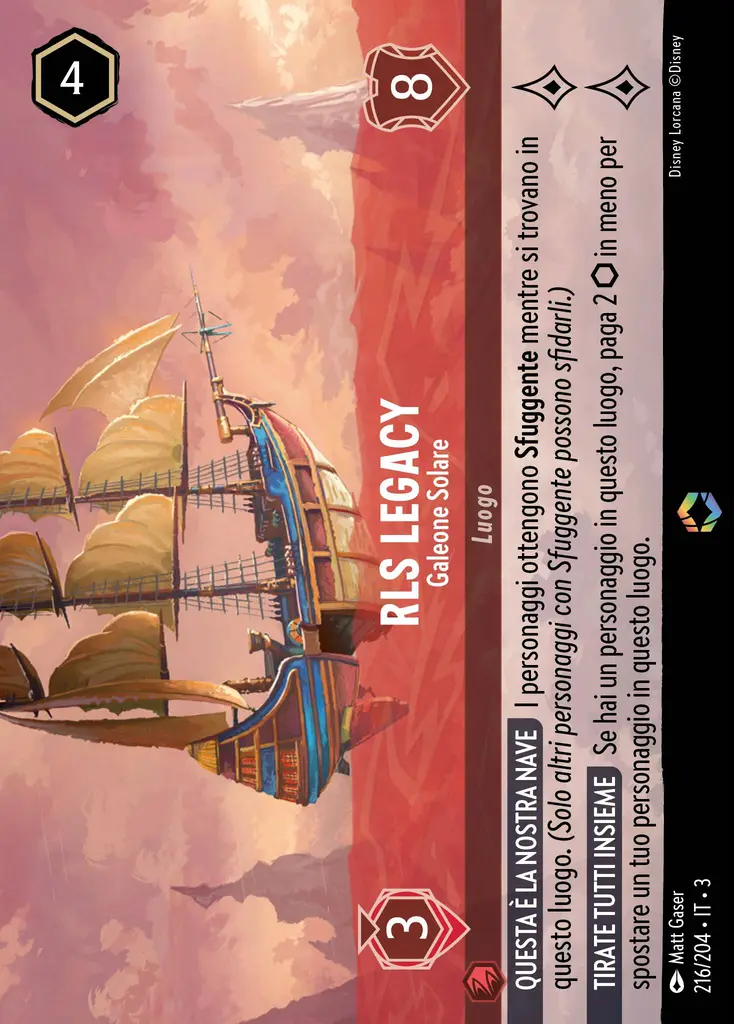 4
3
RLS LEGACY
8
Galeone Solare
Luogo
QUESTA È LA NOSTRA NAVE I personaggi ottengono Sfuggente mentre si trovano in
questo luogo. (Solo altri personaggi con Sfuggente possono sfidarli.)
TIRATE TUTTI INSIEME Se hai un personaggio in questo luogo, paga 2 in meno per
spostare un tuo personaggio in questo luogo.
Matt Gaser
216/204 • IT • 3
Disney Lorcana ©Disney